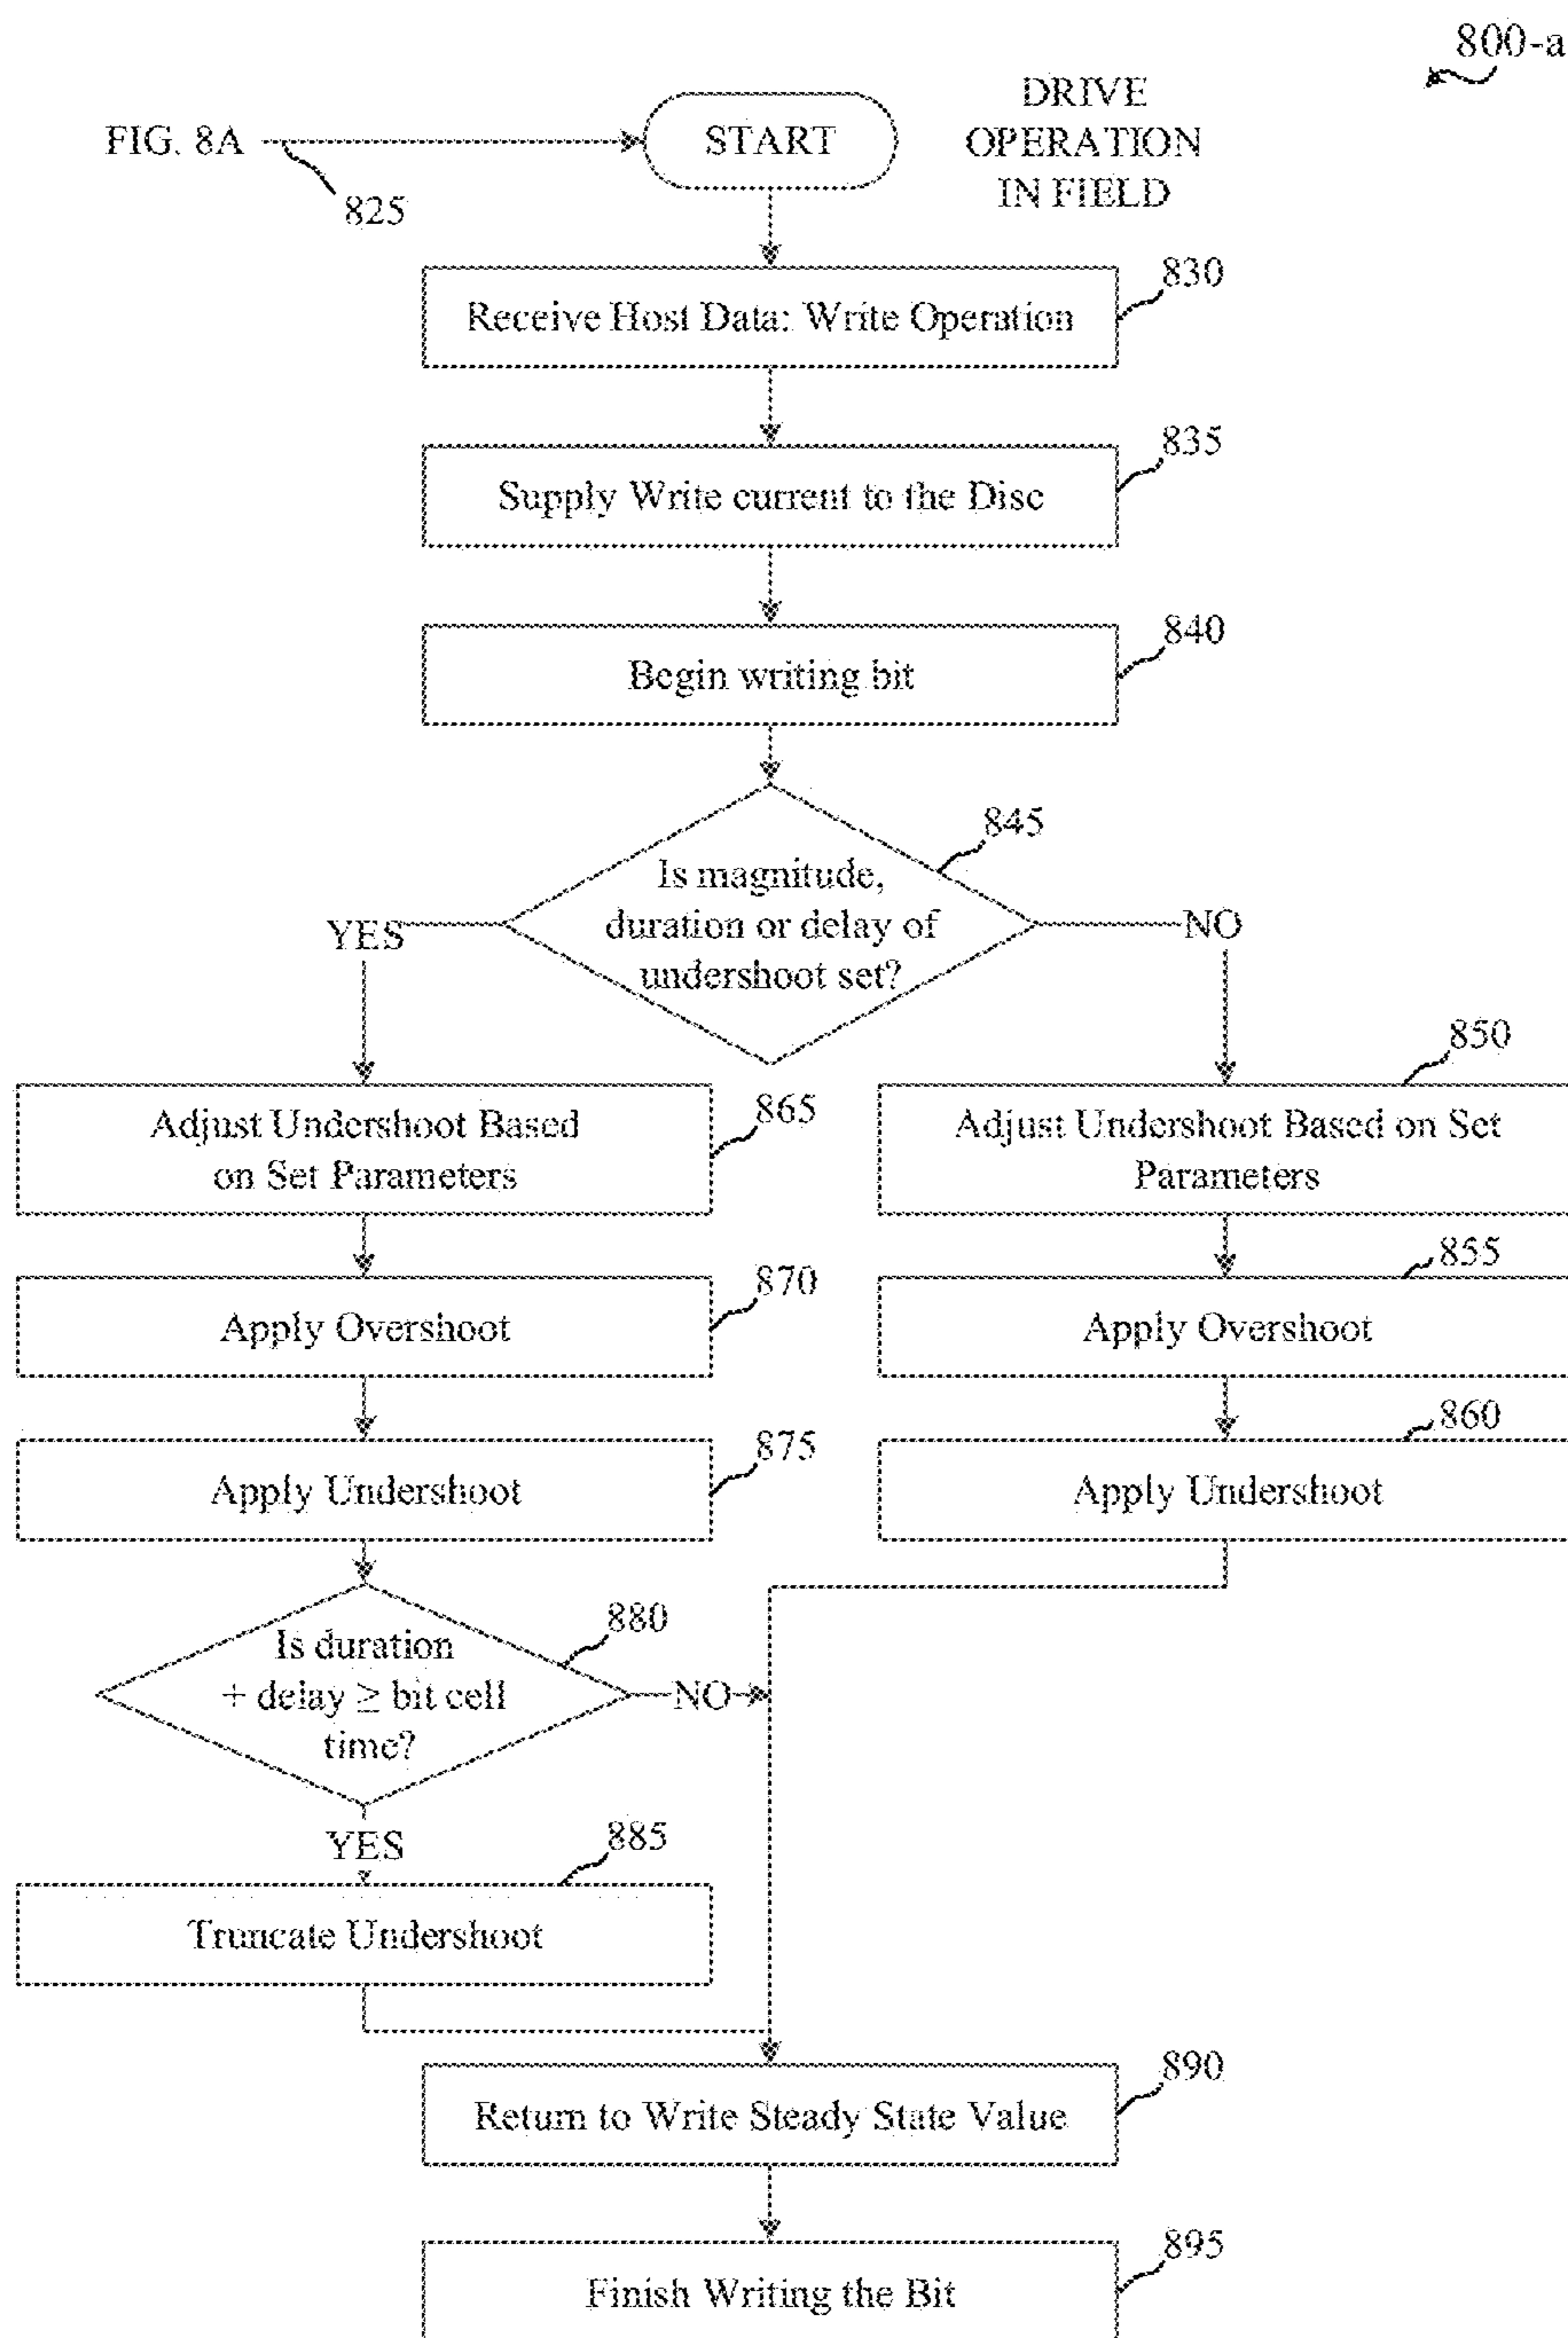 800-a
DRIVE
OPERATION
IN FIELD
FIG. 8A
START
825
830
Receive Host Data: Write Operation
835
Supply Write current to the Disc
840
Begin writing bit
845
Is magnitude,
duration or delay of
undershoot set?
YES
NO
850
865
Adjust Undershoot Based
on Set Parameters
Adjust Undershoot Based on Set
Parameters
855
870
Apply Overshoot
Apply Overshoot
860
875
Apply Undershoot
Apply Undershoot
880
Is duration
+ delay ≥ bit cell
time?
NO
YES
885
Truncate Undershoot
890
Return to Write Steady State Value
895
Finish Writing the Bit